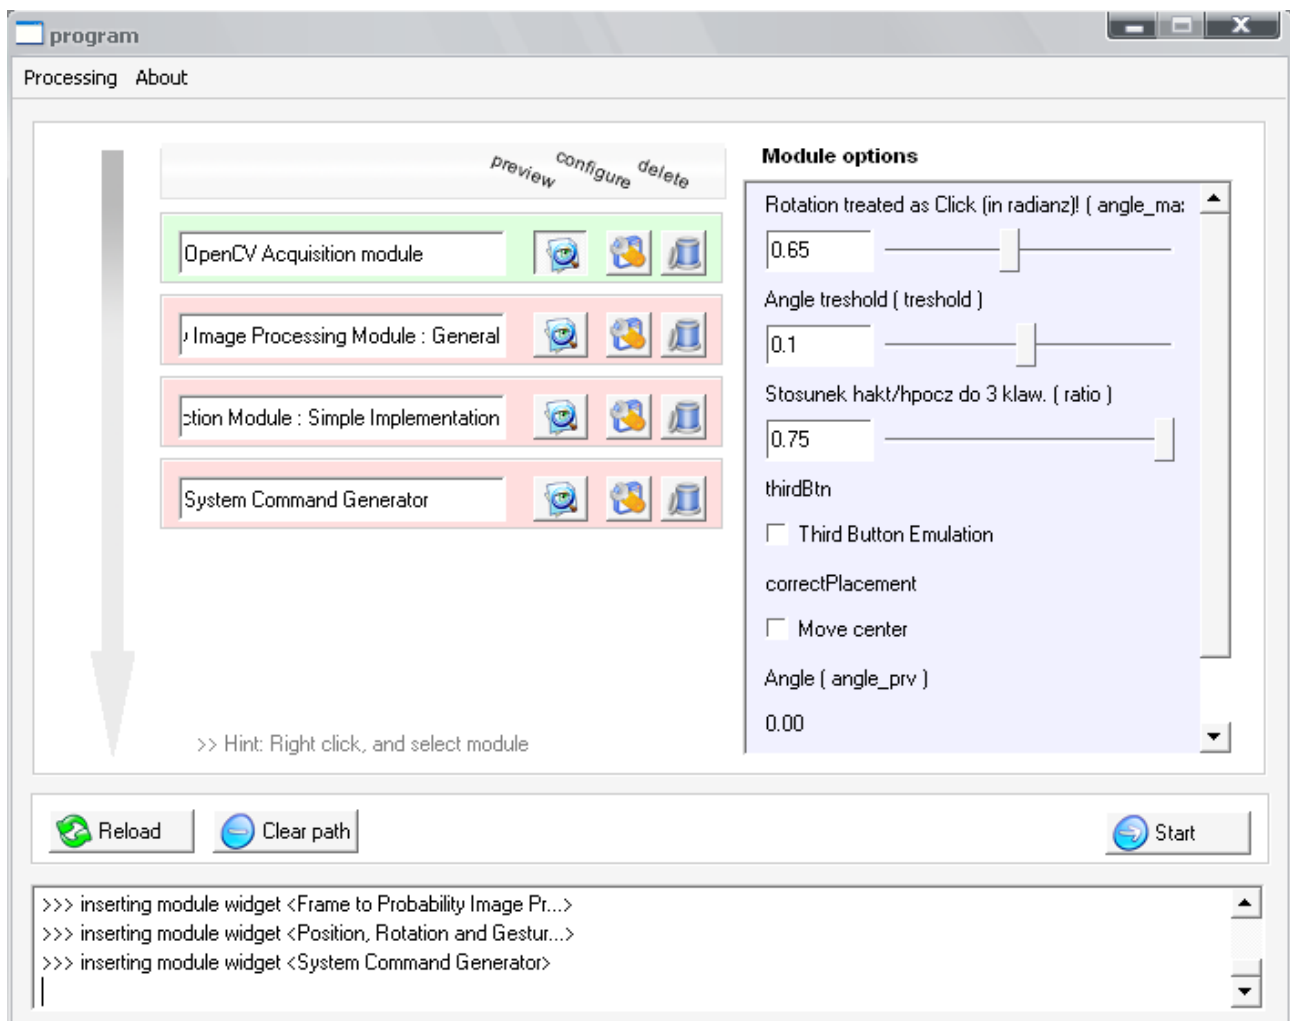 program
Processing About
preview configure delete
OpenCV Acquisition module
Image Processing Module : General
ction Module : Simple Implementation
System Command Generator
>> Hint: Right click, and select module
Module options
Rotation treated as Click (in radianz)! ( angle_ma
0.65
Angle treshold ( treshold )
0.1
Stosunek hakt/hpocz do 3 klaw. ( ratio )
0.75
thirdBtn
Third Button Emulation
correctPlacement
Move center
Angle ( angle_prv )
0.00
Reload
Clear path
Start
>>> inserting module widget <Frame to Probability Image Pr...>
>>> inserting module widget <Position, Rotation and Gestur...>
>>> inserting module widget <System Command Generator>